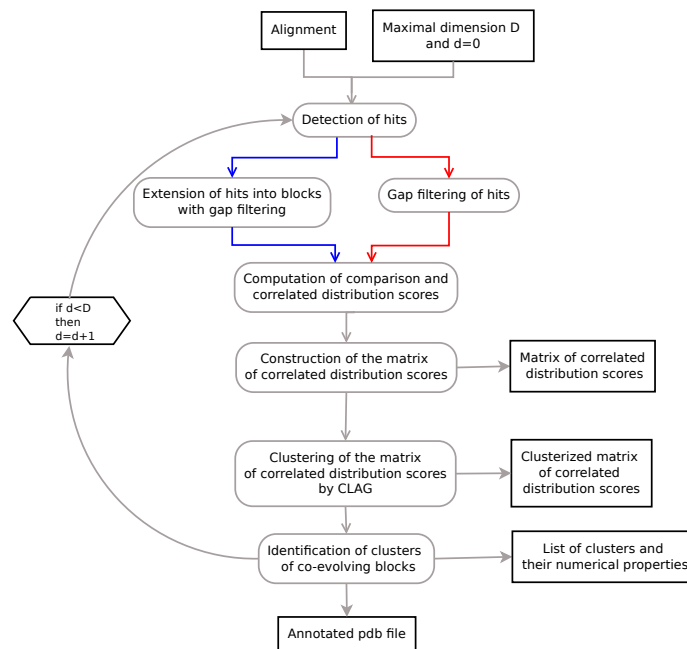 Alignment
Maximal dimension D
and d=0
Detection of hits
Extension of hits into blocks
with gap filtering
Gap filtering of hits
Computation of comparison and
correlated distribution scores
if d<D
then
d=d+1
Construction of the matrix
of correlated distribution scores
Matrix of correlated
distribution scores
Clustering of the matrix
of correlated distribution scores
by CLAG
Clusterized matrix
of correlated
distribution scores
Identification of clusters
of co-evolving blocks
List of clusters and
their numerical properties
Annotated pdb file